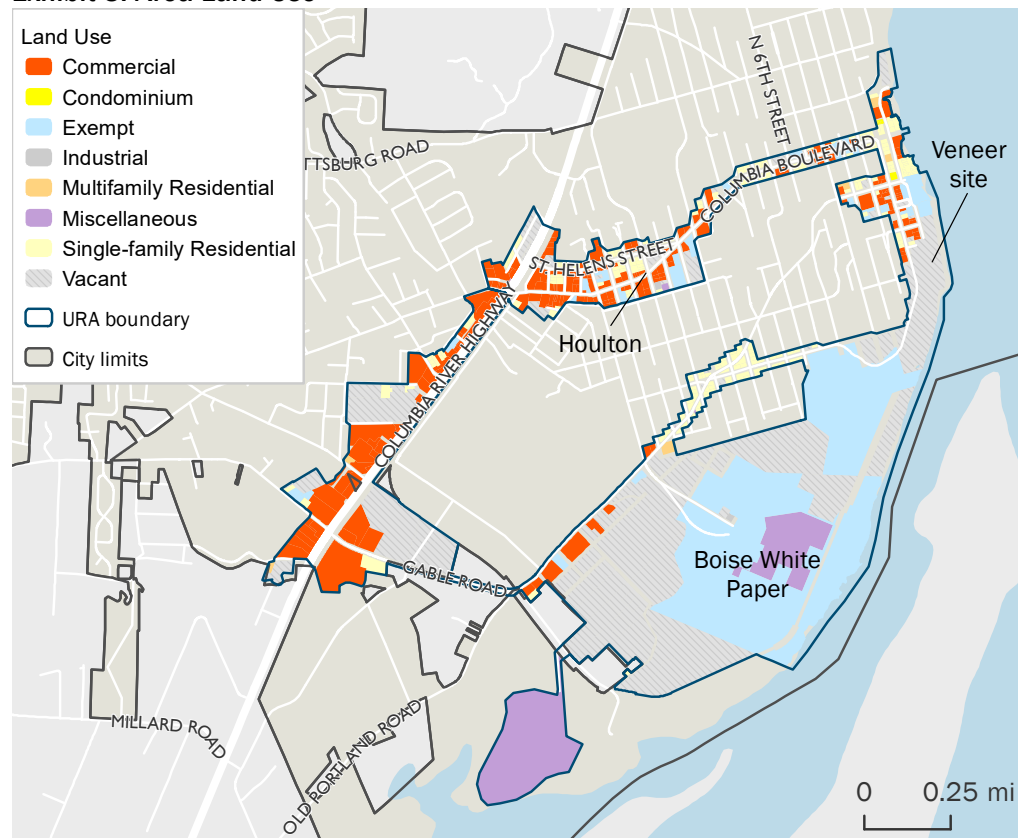 Land Use
Commercial
Condominium
Exempt
Industrial
Multifamily Residential
Miscellaneous
Single-family Residential
Vacant
URA boundary
City limits
TTSBURG ROAD
N 6TH STREET
COLUMBIA BOULEVARD
Veneer
site
ST. HELENS STREET
Houlton
COLUMBIA RIVER HIGHWAY
GABLE ROAD
Boise White
Paper
MILLARD ROAD
OLD PORTLAND ROAD
0 0.25 mi